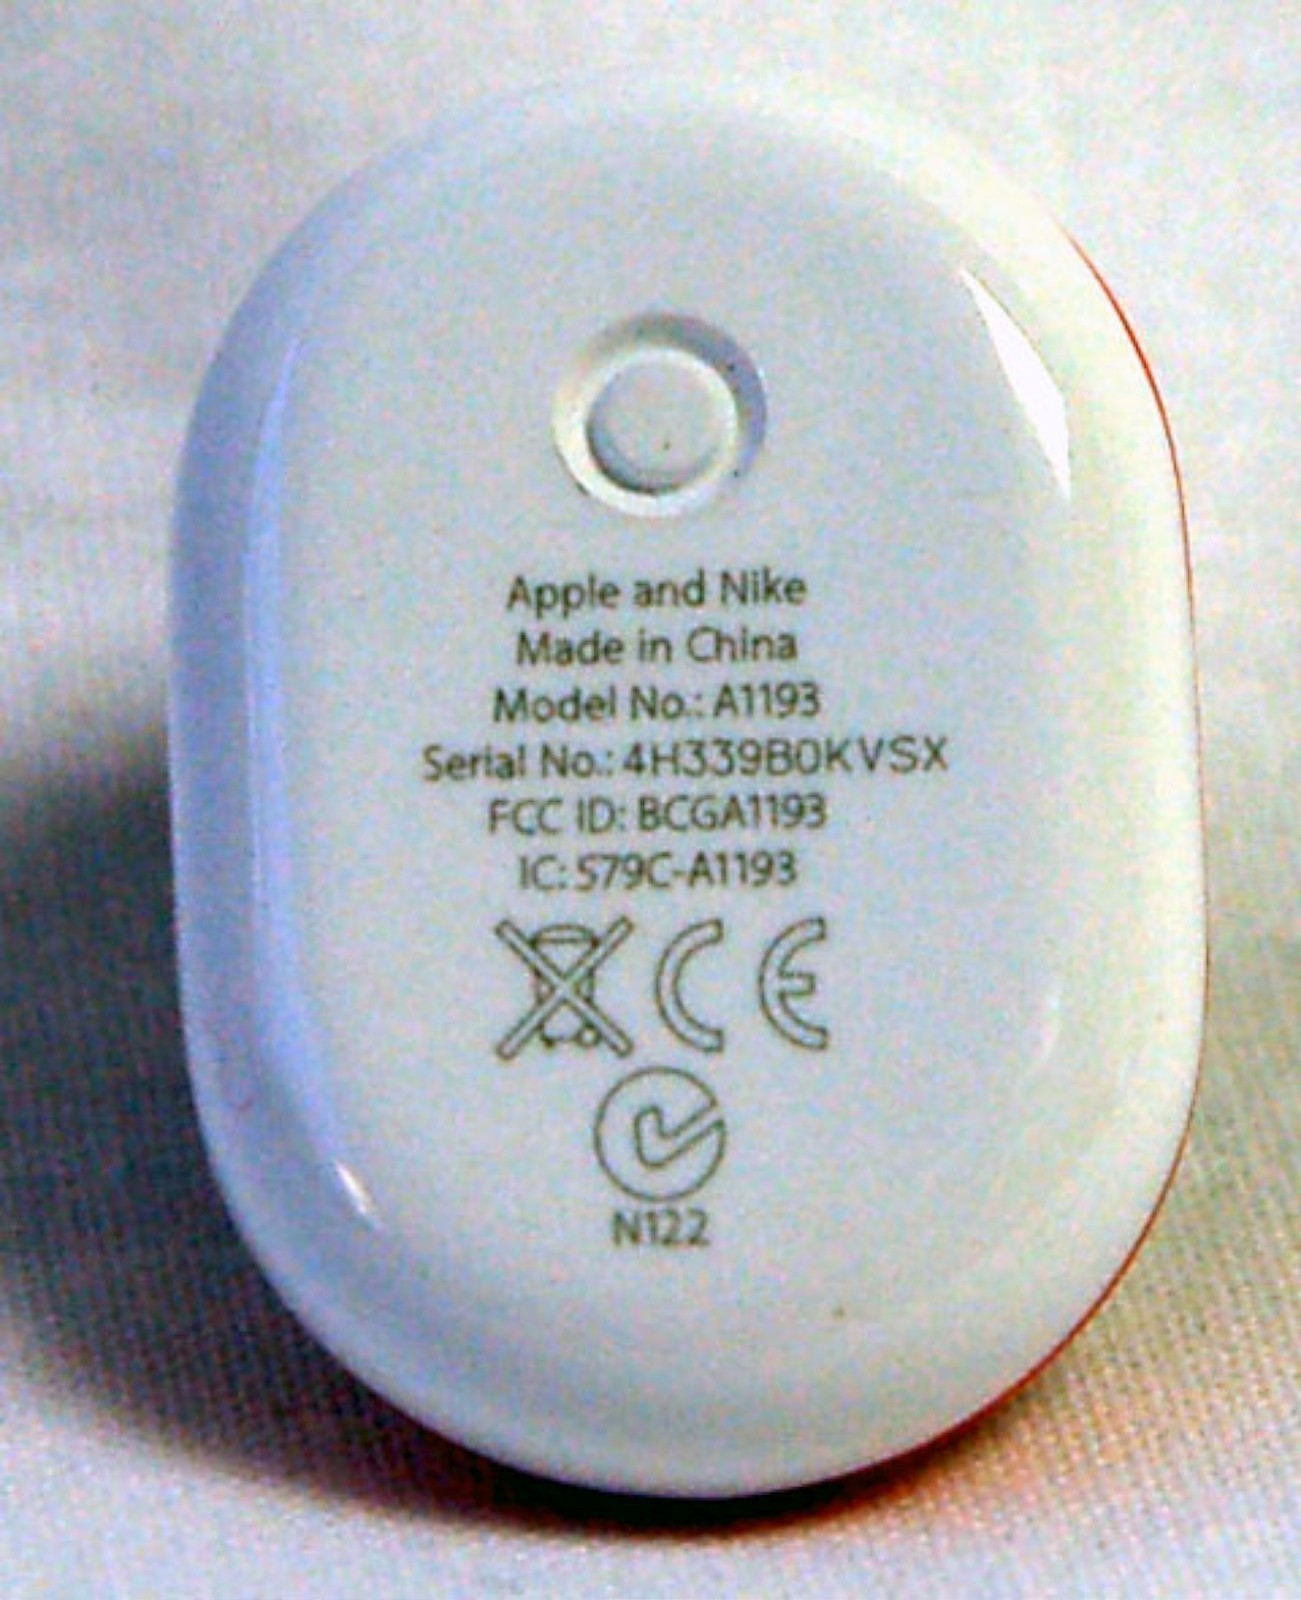 Apple and Nike
Made in China
Model No.: A1193
Serial No.: 4H339B0KVSX
FCC ID: BCGA1193
IC: 579C-A1193
CE
N122